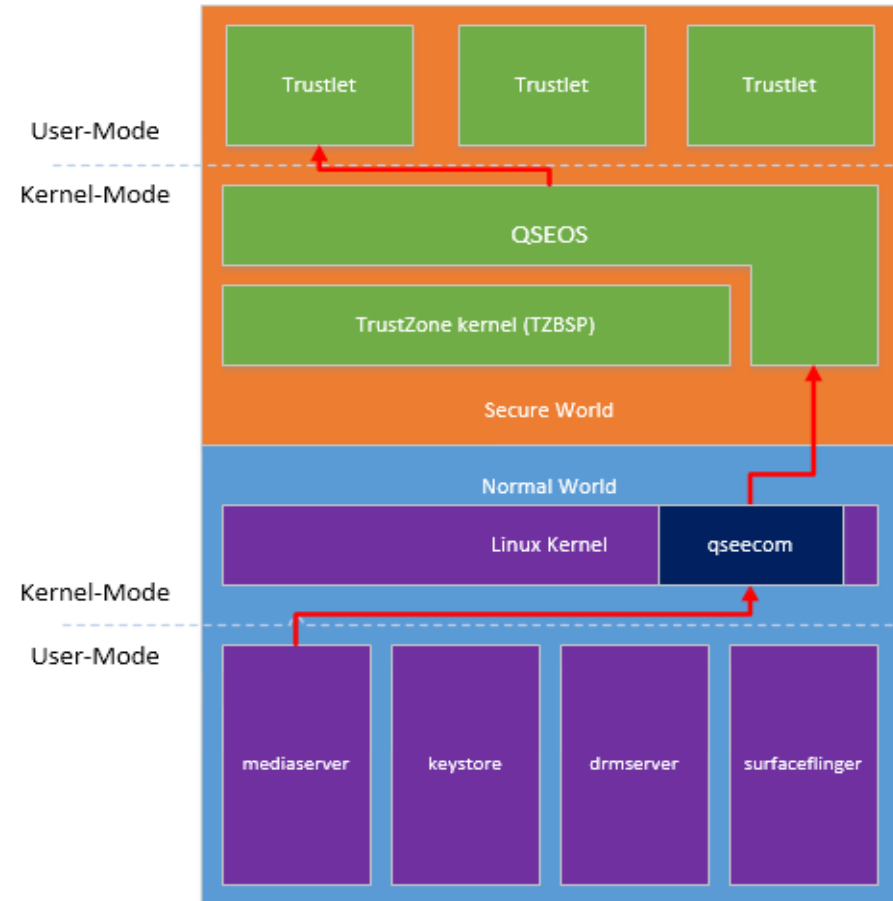 Trustlet
Trustlet
Trustlet
User-Mode
Kernel-Mode
QSEOS
TrustZone kernel (TZBSP)
Secure World
Normal World
Linux Kernel
qseecom
Kernel-Mode
User-Mode
mediaserver
keystore
drmserver
surfaceflinger